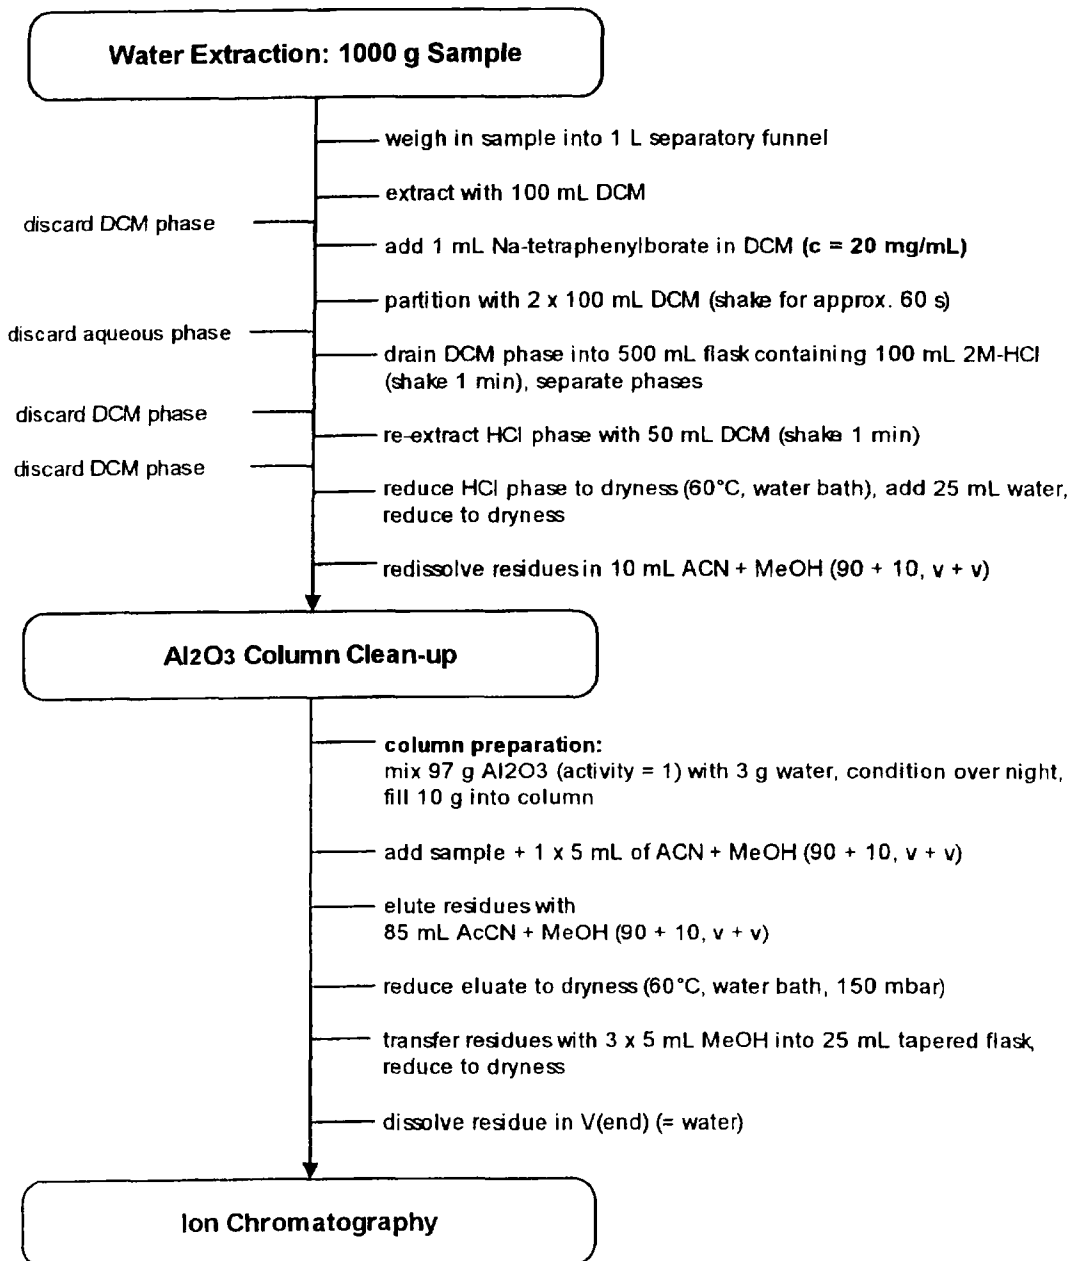 Water Extraction: 1000 g Sample
weigh in sample into 1 L separatory funnel
extract with 100 mL DCM
discard DCM phase
add 1 mL Na-tetraphenylborate in DCM (c = 20 mg/mL)
partition with 2 x 100 mL DCM (shake for approx. 60 s)
discard aqueous phase
drain DCM phase into 500 mL flask containing 100 mL 2M-HCl
(shake 1 min), separate phases
discard DCM phase
re-extract HCl phase with 50 mL DCM (shake 1 min)
discard DCM phase
reduce HCl phase to dryness (60°C, water bath), add 25 mL water,
reduce to dryness
redissolve residues in 10 mL ACN + MeOH (90 + 10, v + v)
Al2O3 Column Clean-up
column preparation:
mix 97 g Al2O3 (activity = 1) with 3 g water, condition over night,
fill 10 g into column
add sample + 1 x 5 mL of ACN + MeOH (90 + 10, v + v)
elute residues with
85 mL AcCN + MeOH (90 + 10, v + v)
reduce eluate to dryness (60°C, water bath, 150 mbar)
transfer residues with 3 x 5 mL MeOH into 25 mL tapered flask,
reduce to dryness
dissolve residue in V(end) (= water)
Ion Chromatography